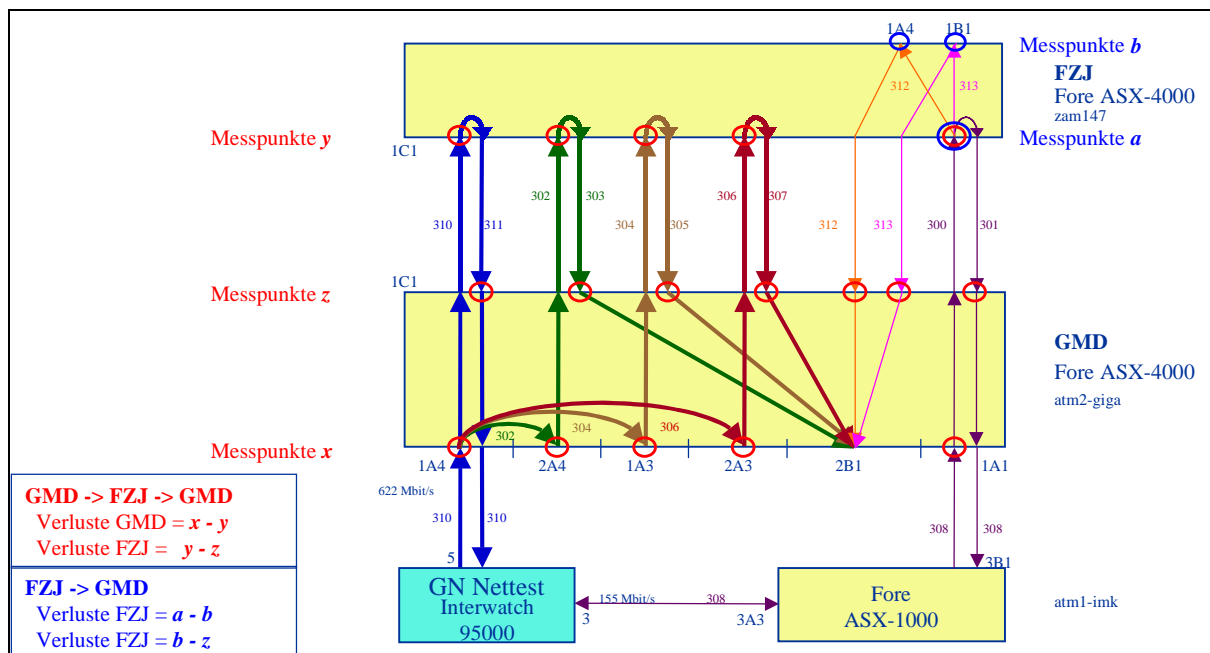 1A4 1B1
Messpunkte b
FZJ
Fore ASX-4000
zam147
312 313
Messpunkte y
1C1
Messpunkte a
310 311 302 303 304 305 306 307 312 313 300 301
1C1
Messpunkte z
GMD
Fore ASX-4000
atm2-giga
302 304 306
Messpunkte x
1A4 2A4 1A3 2A3 2B1 1A1
622 Mbit/s
310 310 308 308
GMD -> FZJ -> GMD
Verluste GMD = x - y
Verluste FZJ = y - z
5 3B1
FZJ -> GMD
Verluste FZJ = a - b
Verluste FZJ = b - z
GN Nettest
Interwatch
95000
155 Mbit/s 308
3 3A3
Fore
ASX-1000
atm1-imk